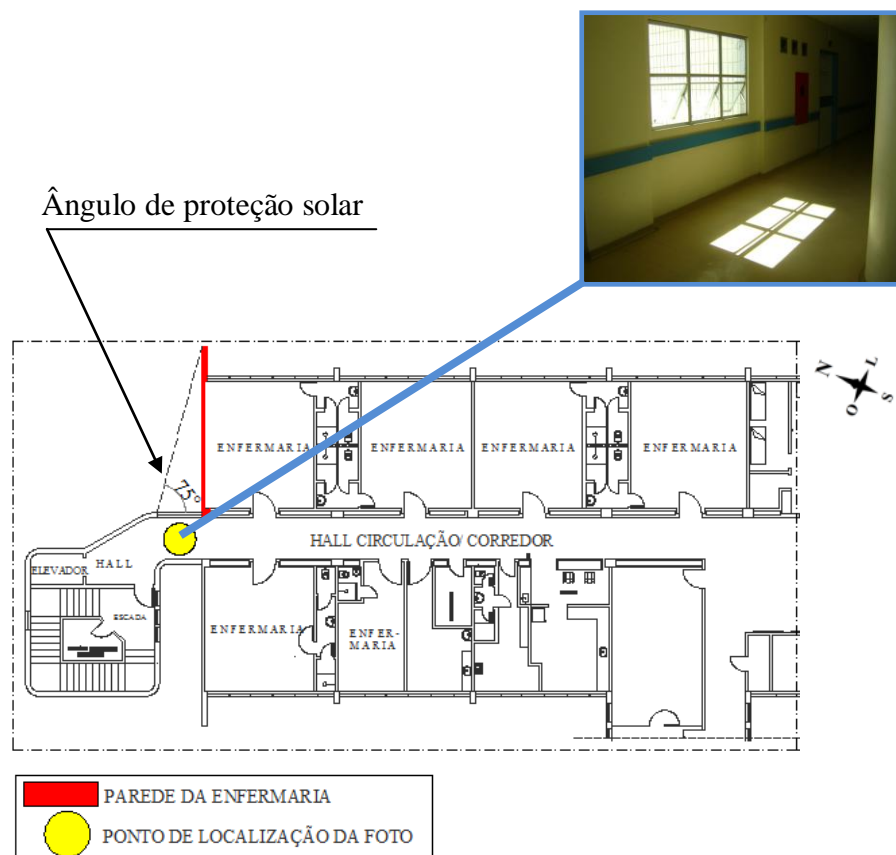 Ângulo de proteção solar
N
L
O
S
75°
ENFERMARIA
ENFERMARIA
ENFERMARIA
ENFERMARIA
HALL CIRCULAÇÃO/ CORREDOR
HALL
ELEVADOR
ESCADA
ENFERMARIA
ENFER-
MARIA
PAREDE DA ENFERMARIA
PONTO DE LOCALIZAÇÃO DA FOTO